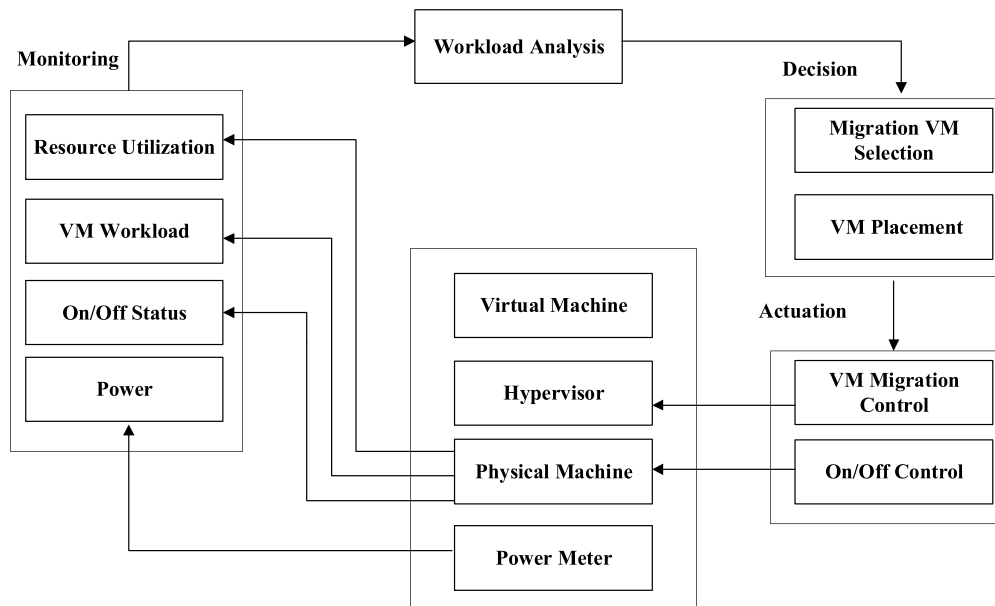 Monitoring
Resource Utilization
VM Workload
On/Off Status
Power
Workload Analysis
Virtual Machine
Hypervisor
Physical Machine
Power Meter
Decision
Migration VM
Selection
VM Placement
Actuation
VM Migration
Control
On/Off Control